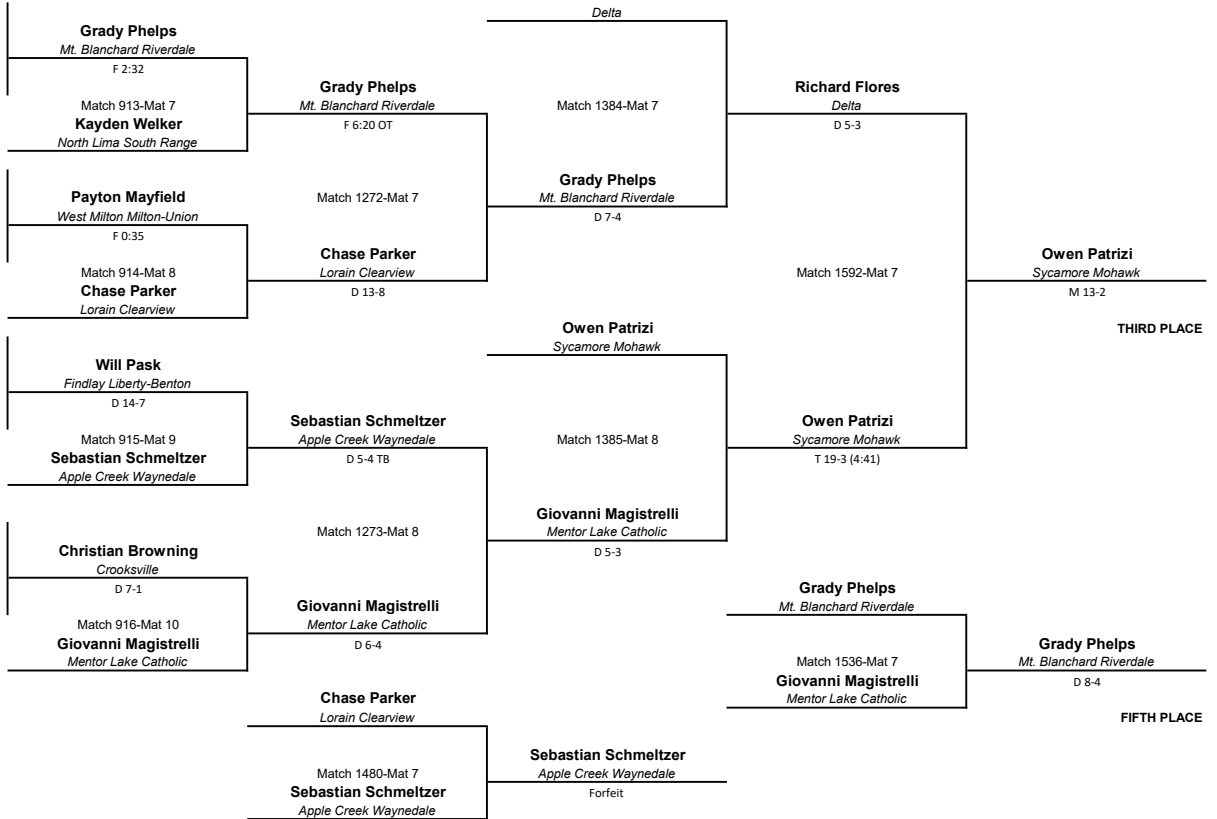 Grady Phelps
Mt. Blanchard Riverdale
F 2:32
Match 913-Mat 7
Kayden Welker
North Lima South Range
Payton Mayfield
West Milton Milton-Union
F 0:35
Match 914-Mat 8
Chase Parker
Lorain Clearview
Will Pask
Findlay Liberty-Benton
D 14-7
Match 915-Mat 9
Sebastian Schmeltzer
Apple Creek Waynedale
Christian Browning
Crooksville
D 7-1
Match 916-Mat 10
Giovanni Magistrelli
Mentor Lake Catholic
Grady Phelps
Mt. Blanchard Riverdale
F 6:20 OT
Match 1272-Mat 7
Chase Parker
Lorain Clearview
D 13-8
Sebastian Schmeltzer
Apple Creek Waynedale
D 5-4 TB
Match 1273-Mat 8
Giovanni Magistrelli
Mentor Lake Catholic
D 6-4
Chase Parker
Lorain Clearview
Match 1480-Mat 7
Sebastian Schmeltzer
Apple Creek Waynedale
Delta
Match 1384-Mat 7
Grady Phelps
Mt. Blanchard Riverdale
D 7-4
Owen Patrizi
Sycamore Mohawk
Match 1385-Mat 8
Giovanni Magistrelli
Mentor Lake Catholic
D 5-3
Sebastian Schmeltzer
Apple Creek Waynedale
Forfeit
Richard Flores
Delta
D 5-3
Match 1592-Mat 7
Owen Patrizi
Sycamore Mohawk
T 19-3 (4:41)
Grady Phelps
Mt. Blanchard Riverdale
Match 1536-Mat 7
Giovanni Magistrelli
Mentor Lake Catholic
Owen Patrizi
Sycamore Mohawk
M 13-2
THIRD PLACE
Grady Phelps
Mt. Blanchard Riverdale
D 8-4
FIFTH PLACE